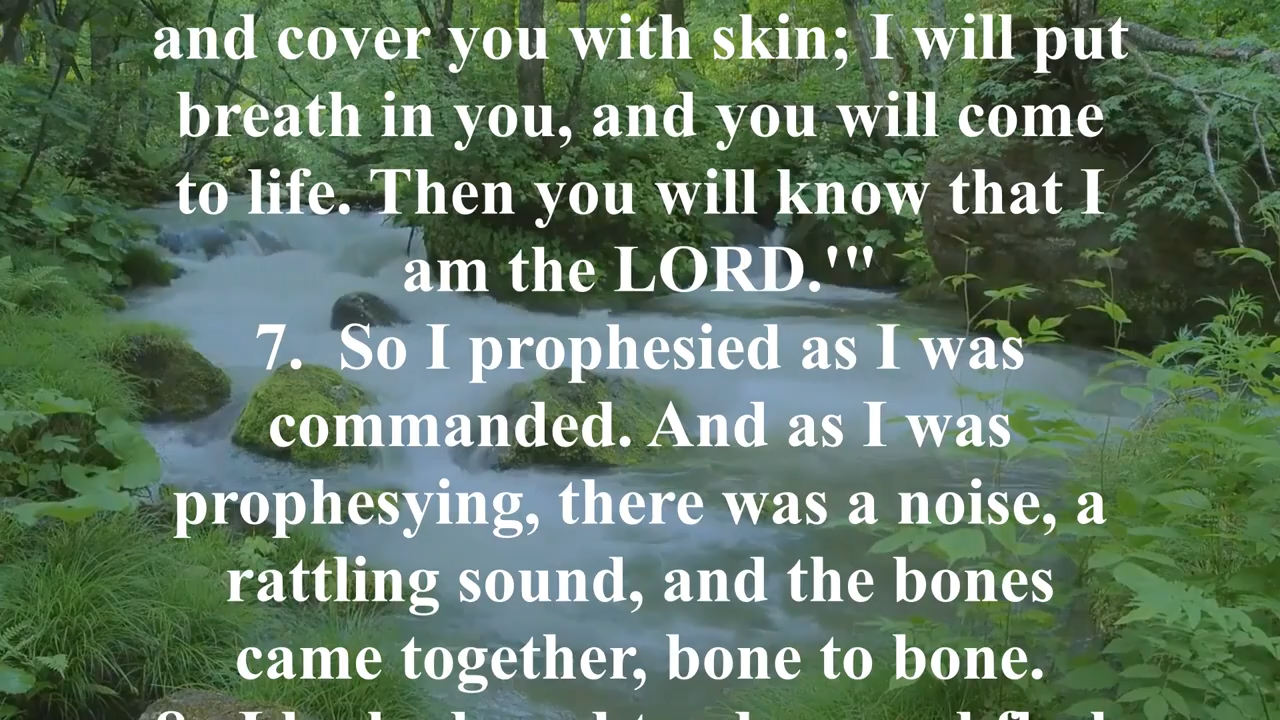 and cover you with skin; I will put
breath in you, and you will come
to life. Then you will know that I
am the LORD.'"
7.  So I prophesied as I was
commanded. And as I was
prophesying, there was a noise, a
rattling sound, and the bones
came together, bone to bone.